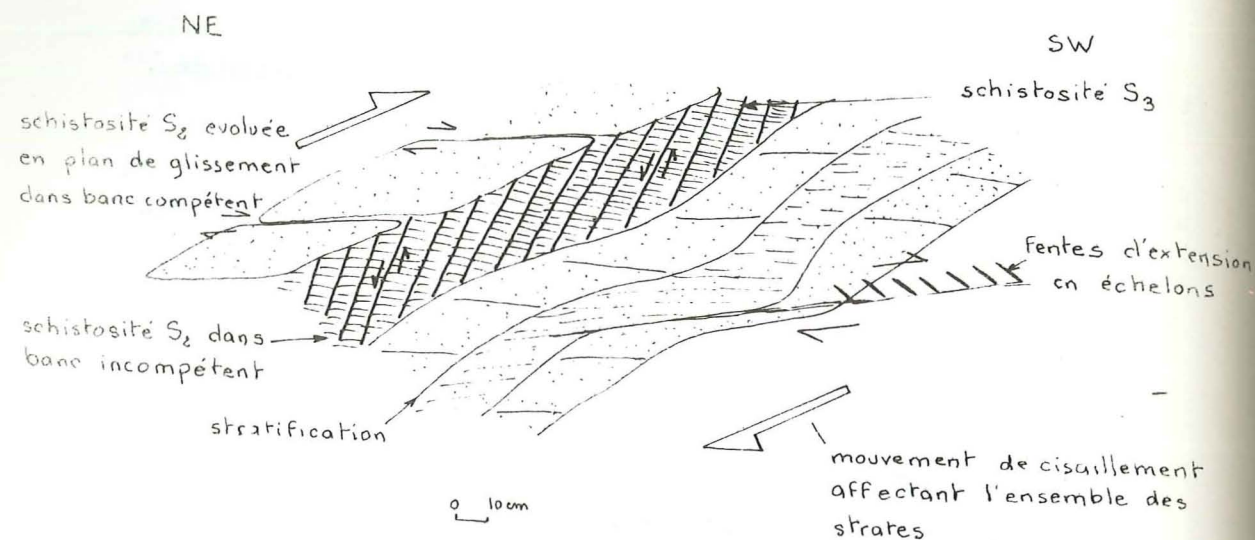 NE
SW
schistosité S3
schistosité S2 evoluée
en plan de glissement
dans banc compétent
Fentes d'extension
en échelons
schistosité S2 dans
banc incompétent
stratification
mouvement de cisaillement
affectant l'ensemble des
strates
0 10cm